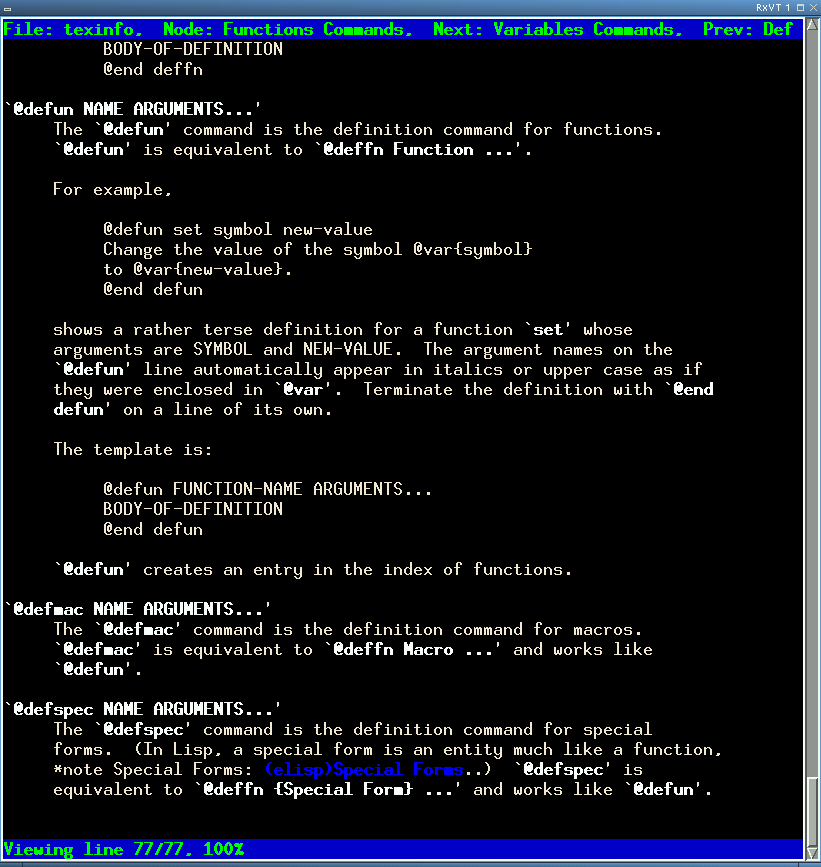 RxVT 1
File: texinfo,  Node: Functions Commands,  Next: Variables Commands,  Prev: Def
          BODY-OF-DEFINITION
          @end deffn

`@defun NAME ARGUMENTS...'
     The `@defun' command is the definition command for functions.
     `@defun' is equivalent to `@deffn Function ...'.

     For example,

          @defun set symbol new-value
          Change the value of the symbol @var{symbol}
          to @var{new-value}.
          @end defun

     shows a rather terse definition for a function `set' whose
     arguments are SYMBOL and NEW-VALUE.  The argument names on the
     `@defun' line automatically appear in italics or upper case as if
     they were enclosed in `@var'.  Terminate the definition with `@end
     defun' on a line of its own.

     The template is:

          @defun FUNCTION-NAME ARGUMENTS...
          BODY-OF-DEFINITION
          @end defun

     `@defun' creates an entry in the index of functions.

`@defmac NAME ARGUMENTS...'
     The `@defmac' command is the definition command for macros.
     `@defmac' is equivalent to `@deffn Macro ...' and works like
     `@defun'.

`@defspec NAME ARGUMENTS...'
     The `@defspec' command is the definition command for special
     forms.  (In Lisp, a special form is an entity much like a function,
     *note Special Forms: (elisp)Special Forms..)  `@defspec' is
     equivalent to `@deffn {Special Form} ...' and works like `@defun'.

Viewing line 77/77, 100%